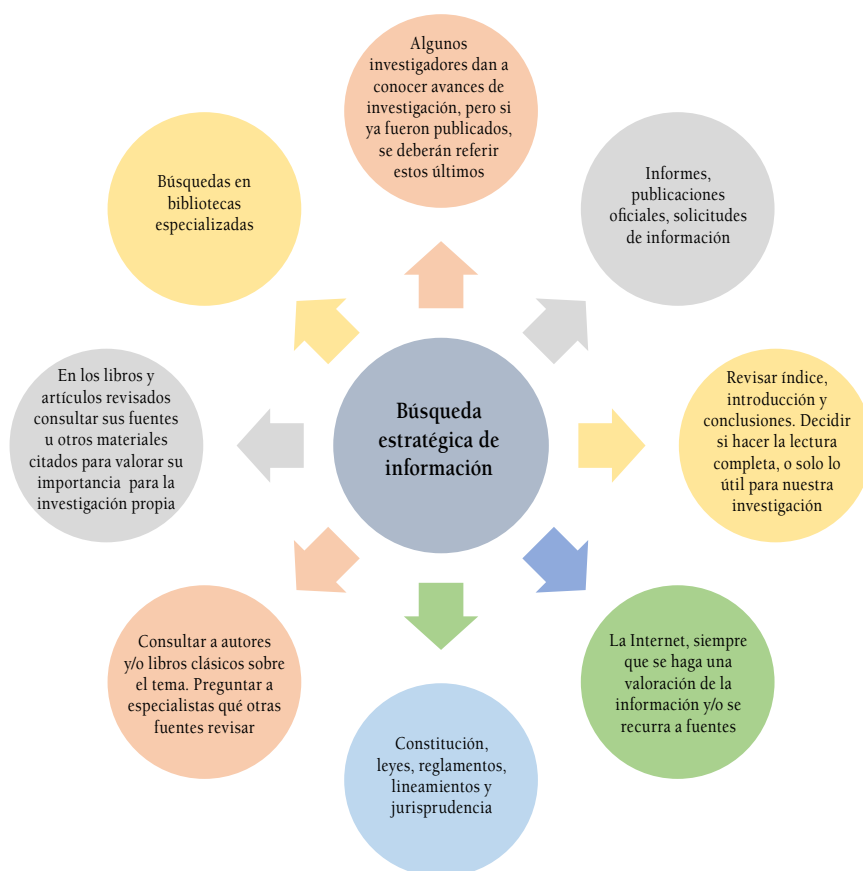 Algunos
investigadores dan a
conocer avances de
investigación, pero si
ya fueron publicados,
se deberán referir
estos últimos
Informes,
publicaciones
oficiales, solicitudes
de información
Revisar índice,
introducción y
conclusiones. Decidir
si hacer la lectura
completa, o solo lo
útil para nuestra
investigación
La Internet, siempre
que se haga una
valoración de la
información y/o se
recurra a fuentes
Constitución,
leyes, reglamentos,
lineamientos y
jurisprudencia
Consultar a autores
y/o libros clásicos sobre
el tema. Preguntar a
especialistas qué otras
fuentes revisar
En los libros y
artículos revisados
consultar sus fuentes
u otros materiales
citados para valorar su
importancia para la
investigación propia
Búsquedas en
bibliotecas
especializadas
Búsqueda
estratégica de
información